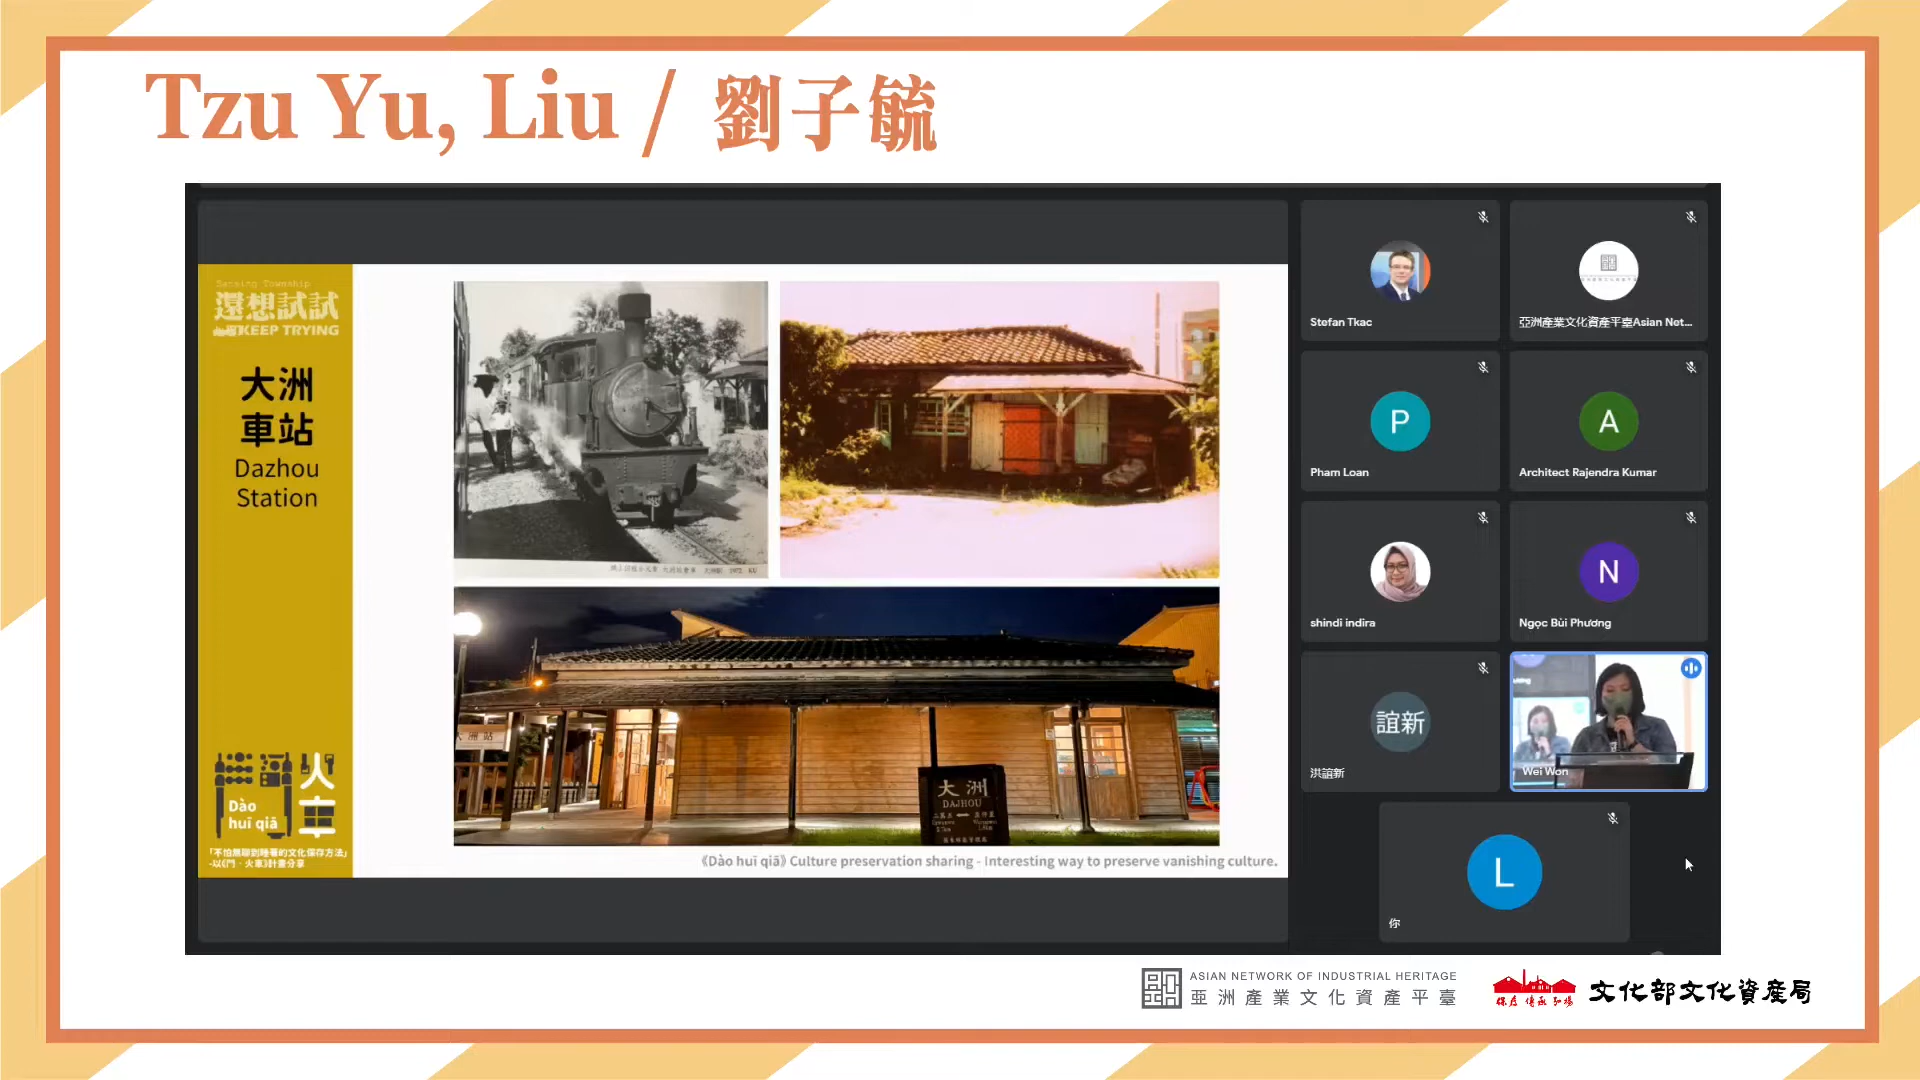 Tzu Yu, Liu / 劉子毓
Sanxing Township
還想試試
KEEP TRYING
大洲
車站
Dazhou
Station
Dào
huī qiā
火車
「不怕無聊到睡著的文化保存方法」
-以《鬥·火車》計畫分享
大洲
DAZHOU
《Dào huī qiā》 Culture preservation sharing - Interesting way to preserve vanishing culture.
Stefan Tkac
亞洲產業文化資產平臺Asian Net...
P
Pham Loan
A
Architect Rajendra Kumar
shindi indira
N
Ngọc Bùi Phương
誼新
洪誼新
Wei Won
L
你
ASIAN NETWORK OF INDUSTRIAL HERITAGE
亞洲產業文化資產平臺
文化部文化資產局